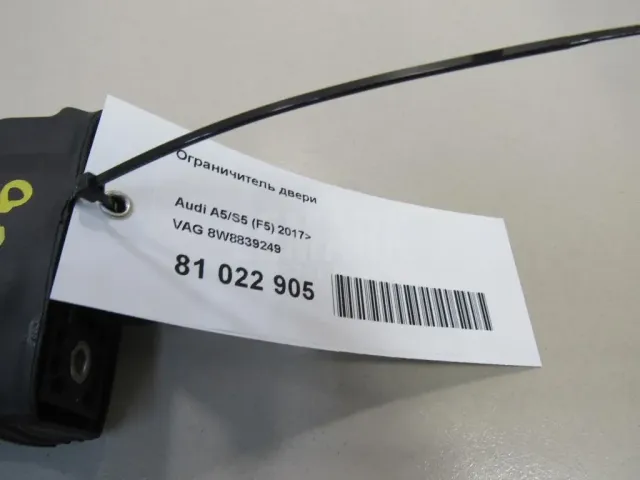 Ограничитель двери
Audi A5/S5 (F5) 2017>
VAG 8W8839249
81 022 905